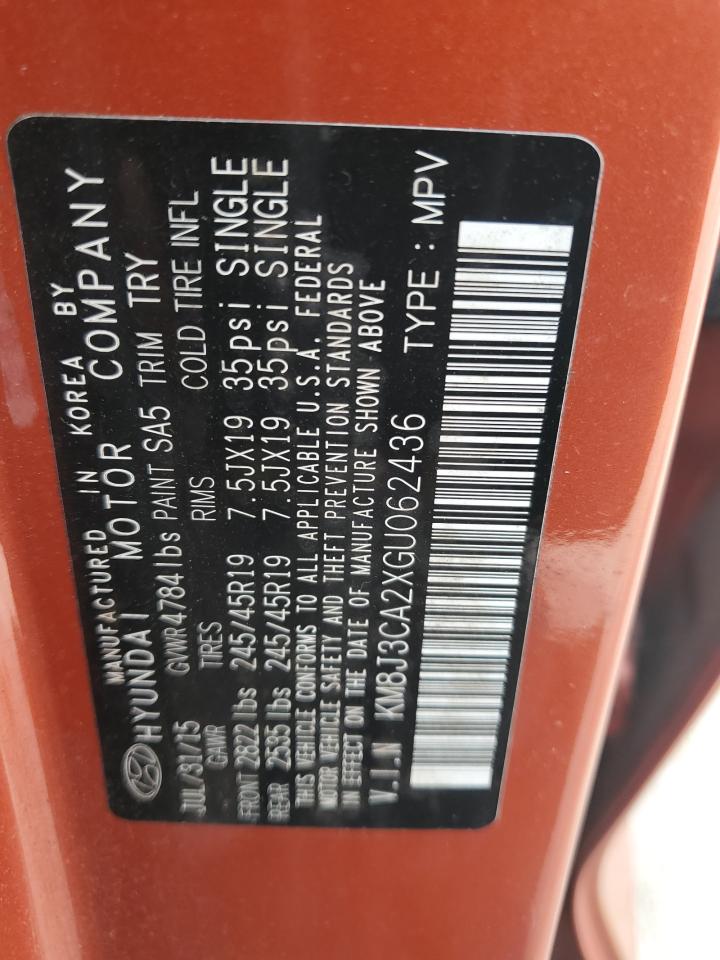 MANUFACTURED IN KOREA BY
HYUNDAI MOTOR COMPANY
JUL/31/15 GVWR 4784 lbs PAINT SA5 TRIM TRY
GAWR TIRES RIMS COLD TIRE INFL
FRONT 2822 lbs 245/45R19 7.5JX19 35psi SINGLE
REAR 2595 lbs 245/45R19 7.5JX19 35psi SINGLE
THIS VEHICLE CONFORMS TO ALL APPLICABLE U.S.A. FEDERAL
MOTOR VEHICLE SAFETY AND THEFT PREVENTION STANDARDS
IN EFFECT ON THE DATE OF MANUFACTURE SHOWN ABOVE
V.I.N KM8J3CA2XGU062436 TYPE : MPV